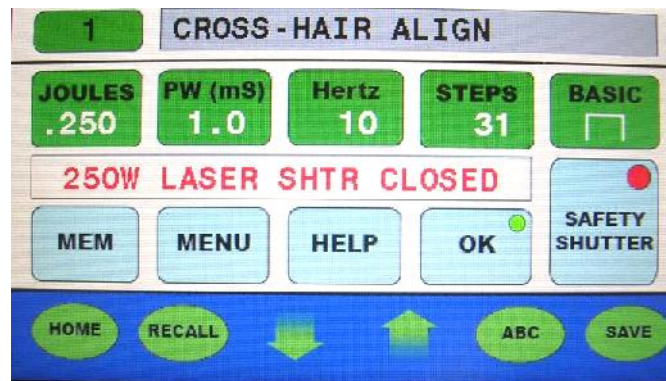 1 CROSS-HAIR ALIGN
JOULES PW (mS) Hertz STEPS BASIC
.250 1.0 10 31
250W LASER SHTR CLOSED
MEM MENU HELP OK SAFETY SHUTTER
HOME RECALL ABC SAVE